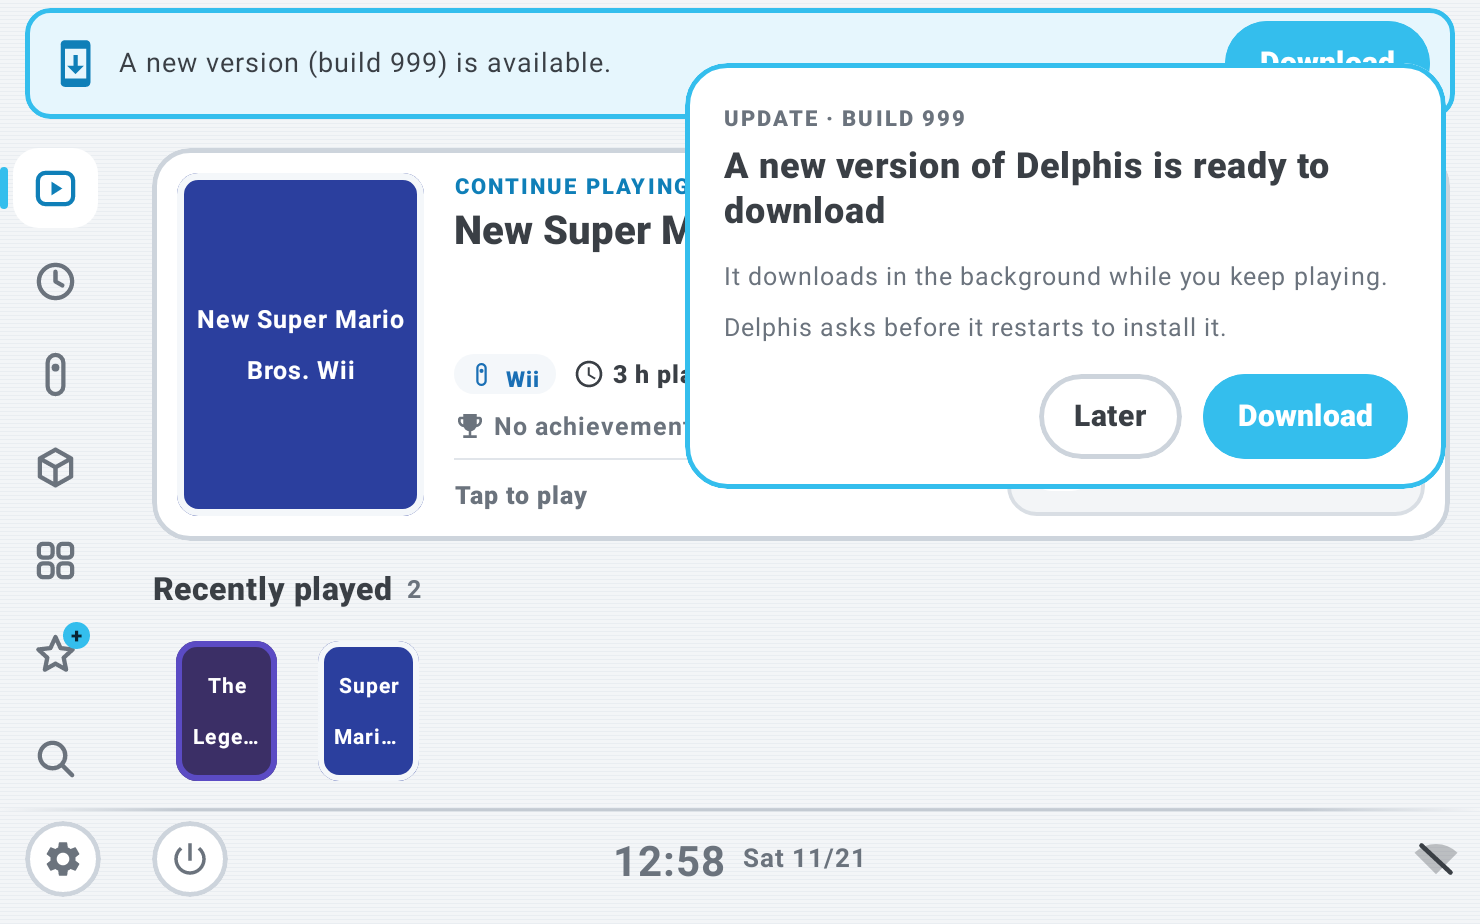 A new version (build 999) is available.
Download
UPDATE · BUILD 999
A new version of Delphis is ready to
download
It downloads in the background while you keep playing.
Delphis asks before it restarts to install it.
Later
Download
CONTINUE PLAYING
New Super M
New Super Mario
Bros. Wii
Wii
3 h pla
No achievement
Tap to play
Recently played 2
The
Lege...
Super
Mari...
12:58 Sat 11/21